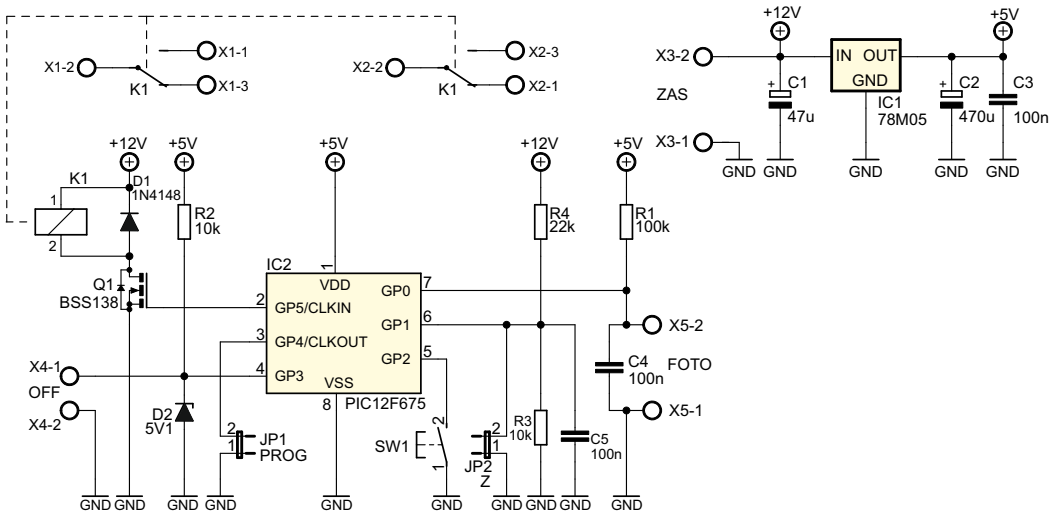 +12V
+5V
X1-1
X2-3
X1-2
X2-2
X3-2
IN OUT
K1
X1-3
K1
X2-1
GND
ZAS
+
C1
47u
IC1
78M05
+
C2
470u
C3
100n
X3-1
GND GND GND GND GND
+12V
+5V
+5V
+12V
+5V
K1
1
2
D1
1N4148
R2
10k
R4
22k
R1
100k
IC2
1
VDD
Q1
BSS138
2
GP5/CLKIN
GP0
7
3
GP4/CLKOUT
GP1
6
GP2
5
4
GP3
VSS
8
PIC12F675
X5-2
C4
100n
FOTO
X5-1
X4-1
OFF
X4-2
D2
5V1
2
1
JP1
PROG
SW1
2
1
2
1
JP2
Z
R3
10k
C5
100n
GND GND GND GND GND GND GND GND GND GND